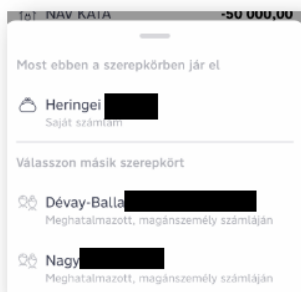 NAV KATA -50 000,00
Most ebben a szerepkörben jár el
Heringei
Saját számlám
Válasszon másik szerepkört
Dévay-Balla
Meghatalmazott, magánszemély számláján
Nagy
Meghatalmazott, magánszemély számláján